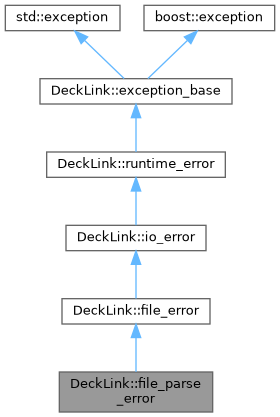 std::exception
boost::exception
DeckLink::exception_base
DeckLink::runtime_error
DeckLink::io_error
DeckLink::file_error
DeckLink::file_parse
_error